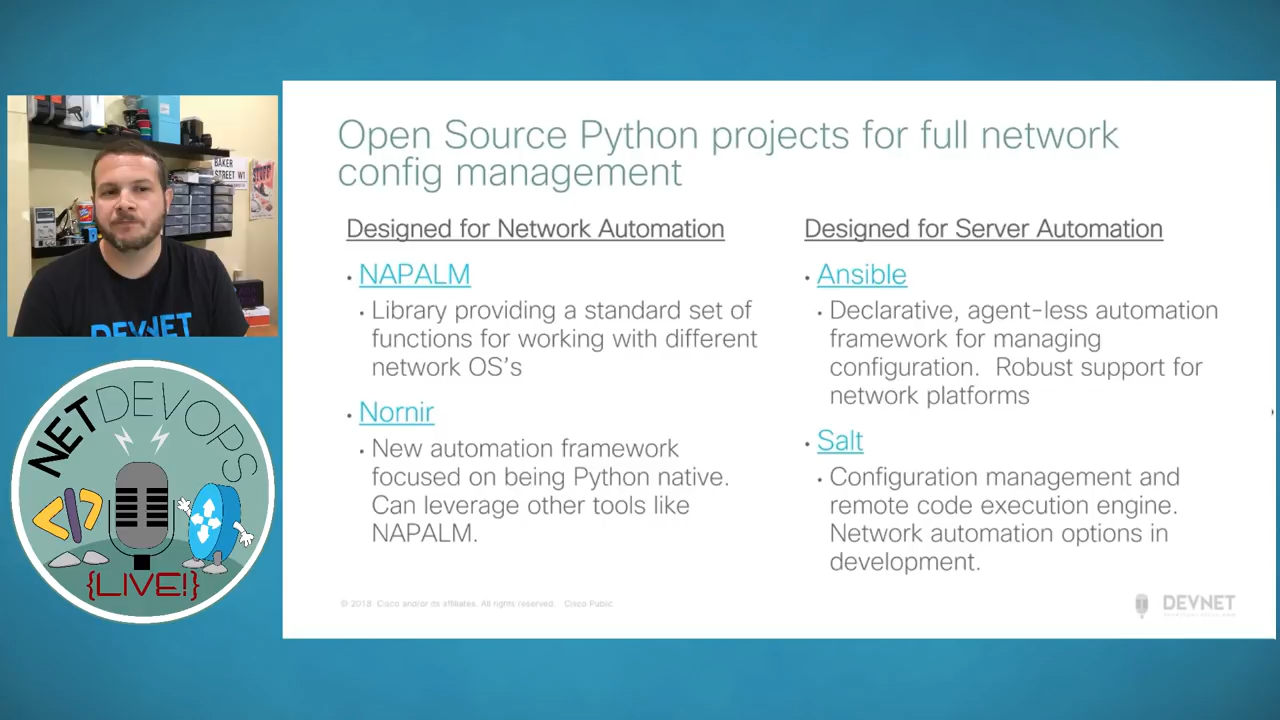 Open Source Python projects for full network
config management
Designed for Network Automation
• NAPALM
• Library providing a standard set of
functions for working with different
network OS's
• Nornir
• New automation framework
focused on being Python native.
Can leverage other tools like
NAPALM.
Designed for Server Automation
• Ansible
• Declarative, agent-less automation
framework for managing
configuration. Robust support for
network platforms
• Salt
• Configuration management and
remote code execution engine.
Network automation options in
development.
© 2018 Cisco and/or its affiliates. All rights reserved. Cisco Public
DEVNET
BAKER
STREET W1
DEVNET
NETDEVOPS
</>
{LIVE!}